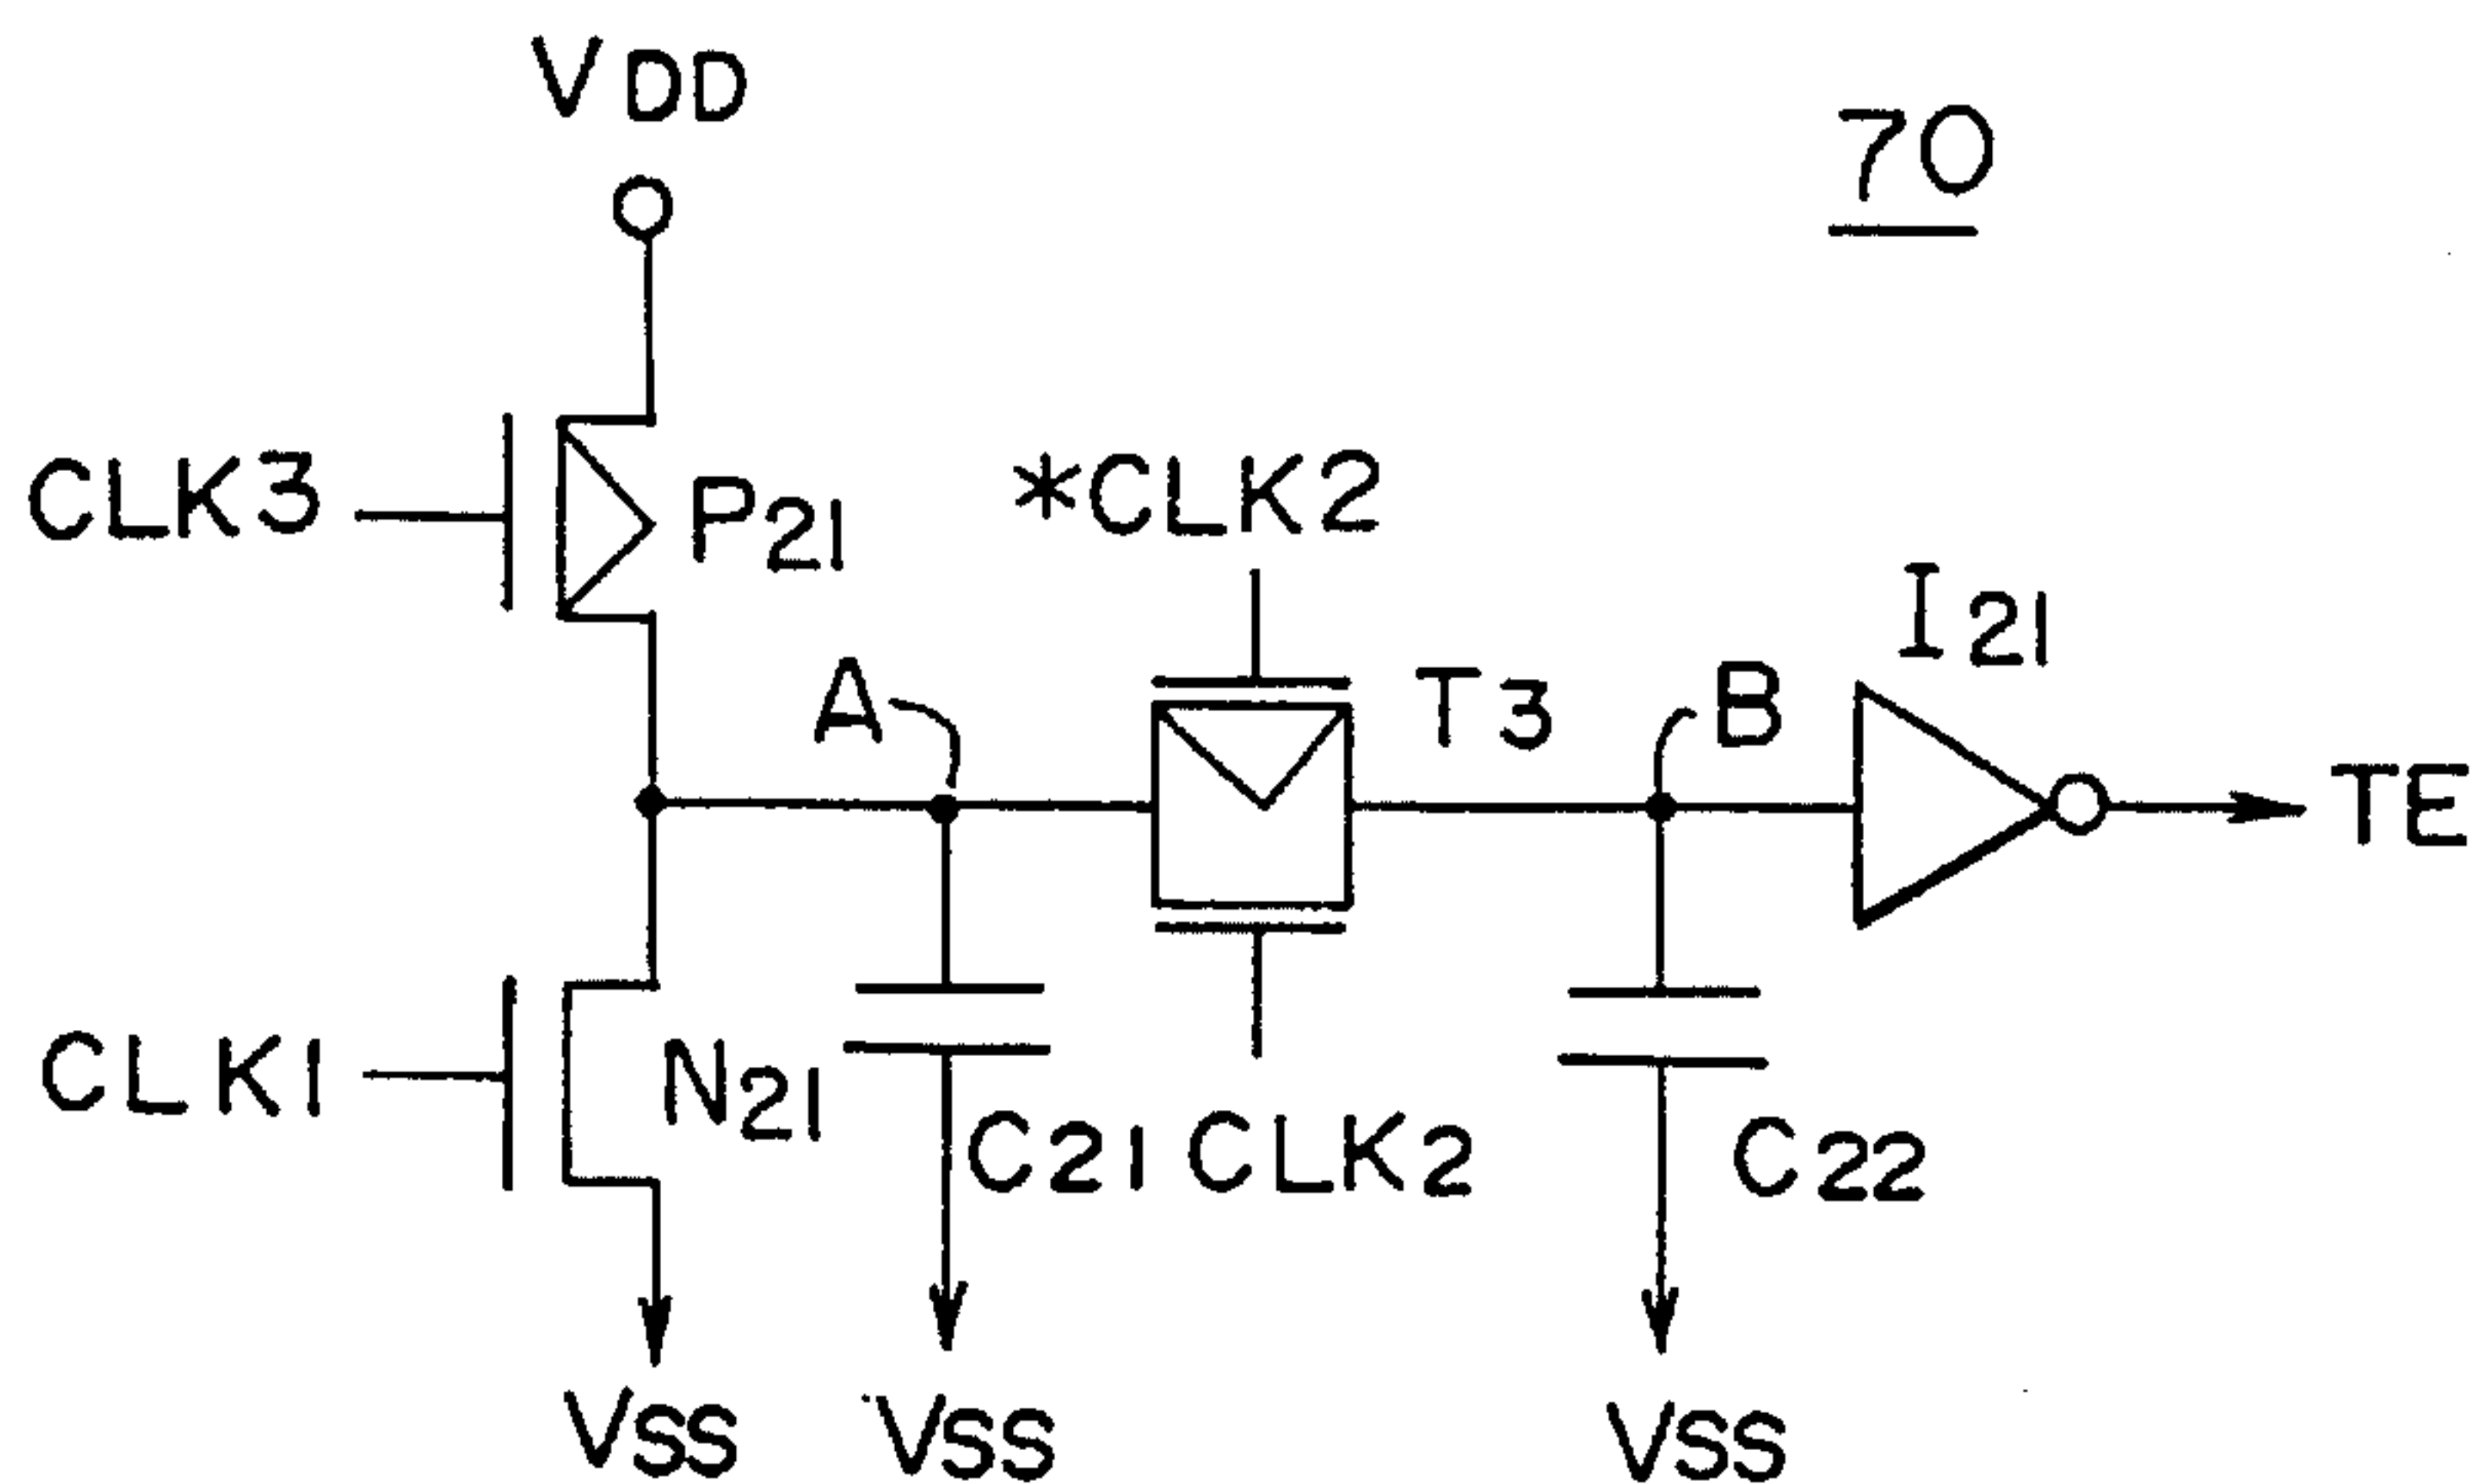 VDD
70
CLK3
P21
*CLK2
I21
A
T3
B
TE
CLK1
N21
C21
CLK2
C22
VSS
VSS
VSS